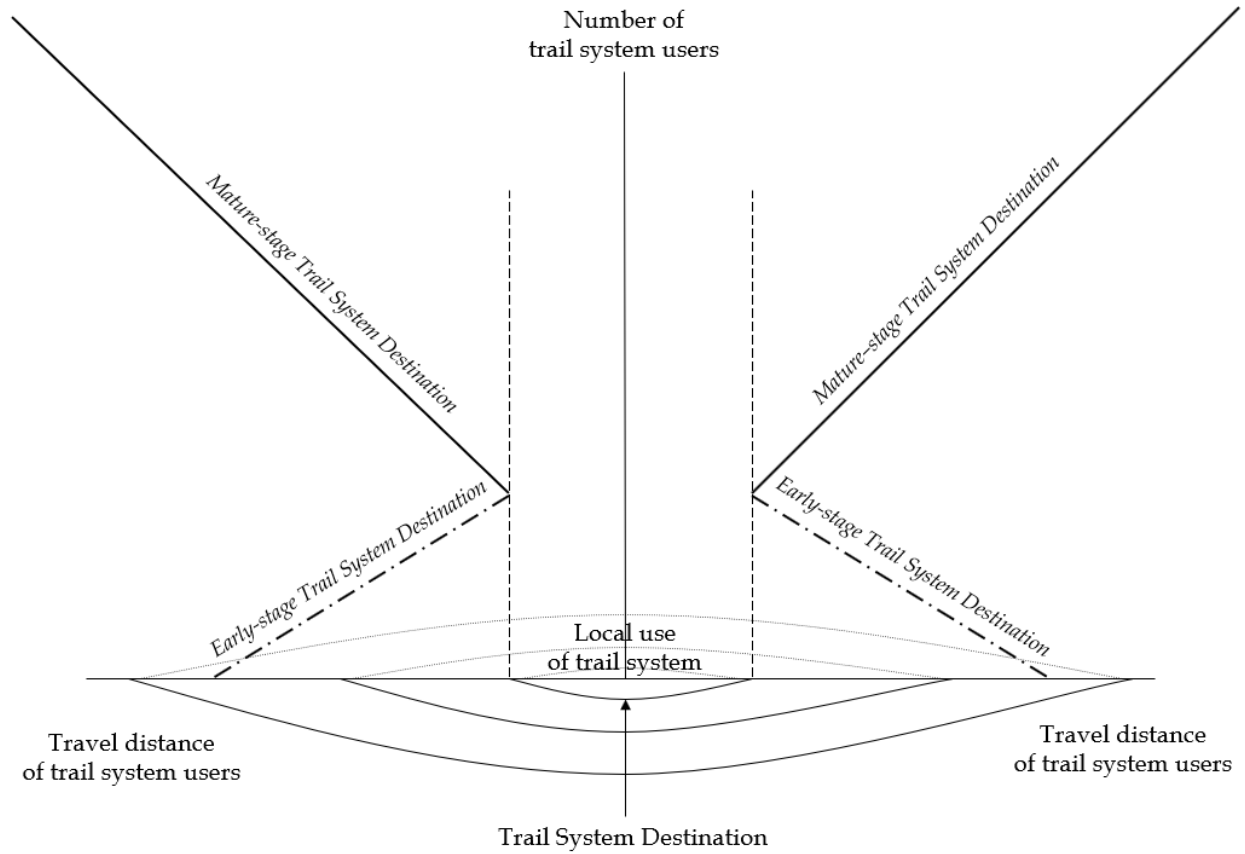 Number of
trail system users
Mature-stage Trail System Destination
Mature-stage Trail System Destination
Early-stage Trail System Destination
Early-stage Trail System Destination
Local use
of trail system
Travel distance
of trail system users
Travel distance
of trail system users
Trail System Destination